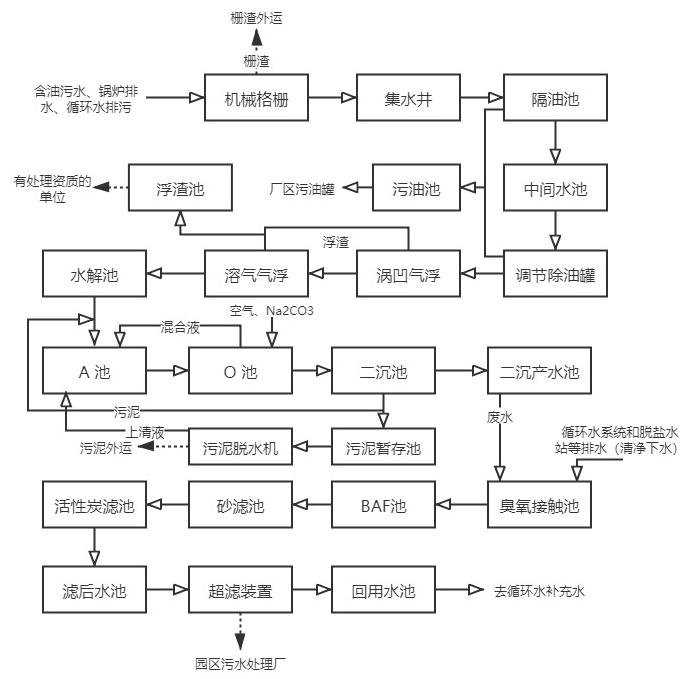 栅渣外运
栅渣
含油污水、锅炉排
水、循环水排污
机械格栅
集水井
隔油池
有处理资质的
单位
浮渣池
厂区污油罐
污油池
中间水池
浮渣
水解池
溶气气浮
涡凹气浮
调节除油罐
空气、Na2CO3
混合液
A 池
O 池
二沉池
二沉产水池
污泥
废水
上清液
污泥外运
污泥脱水机
污泥暂存池
循环水系统和脱盐水
站等排水（清净下水）
活性炭滤池
砂滤池
BAF池
臭氧接触池
滤后水池
超滤装置
回用水池
去循环水补充水
园区污水处理厂